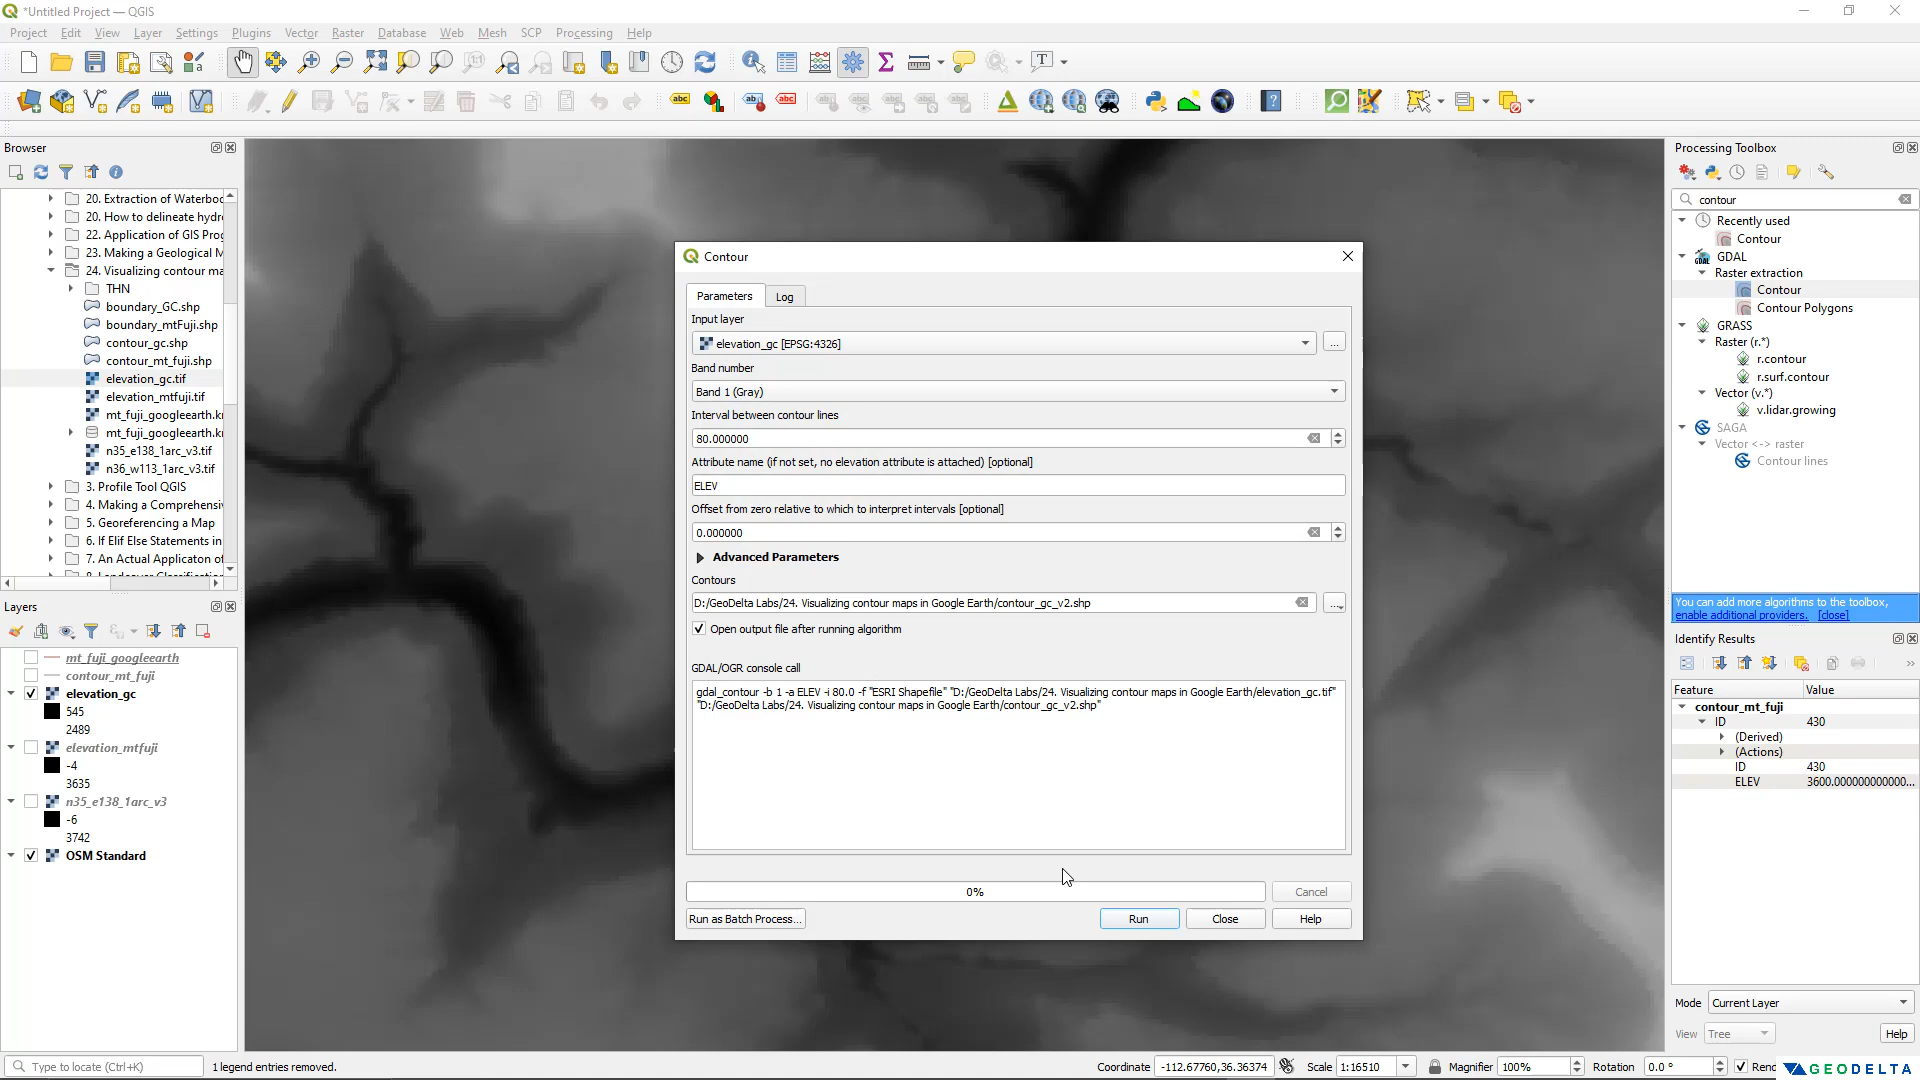 *Untitled Project — QGIS
Project Edit View Layer Settings Plugins Vector Raster Database Web Mesh SCP Processing Help
Browser
20. Extraction of Waterboo
20. How to delineate hydro
22. Application of GIS Prog
23. Making a Geological M
24. Visualizing contour ma
THN
boundary_GC.shp
boundary_mtFuji.shp
contour_gc.shp
contour_mt_fuji.shp
elevation_gc.tif
elevation_mtfuji.tif
mt_fuji_googleearth.kr
mt_fuji_googleearth.kr
n35_e138_1arc_v3.tif
n36_w113_1arc_v3.tif
3. Profile Tool QGIS
4. Making a Comprehensiv
5. Georeferencing a Map
6. If Elif Else Statements in
7. An Actual Applicaton of
Layers
mt_fuji_googleearth
contour_mt_fuji
elevation_gc
545
2489
elevation_mtfuji
-4
3635
n35_e138_1arc_v3
-6
3742
OSM Standard
Contour
Parameters Log
Input layer
elevation_gc [EPSG:4326]
...
Band number
Band 1 (Gray)
Interval between contour lines
80.000000
Attribute name (if not set, no elevation attribute is attached) [optional]
ELEV
Offset from zero relative to which to interpret intervals [optional]
0.000000
Advanced Parameters
Contours
D:/GeoDelta Labs/24. Visualizing contour maps in Google Earth/contour_gc_v2.shp
...
Open output file after running algorithm
GDAL/OGR console call
gdal_contour -b 1 -a ELEV -i 80.0 -f "ESRI Shapefile" "D:/GeoDelta Labs/24. Visualizing contour maps in Google Earth/elevation_gc.tif"
"D:/GeoDelta Labs/24. Visualizing contour maps in Google Earth/contour_gc_v2.shp"
0%
Cancel
Run as Batch Process...
Run
Close
Help
Processing Toolbox
contour
Recently used
Contour
GDAL
Raster extraction
Contour
Contour Polygons
GRASS
Raster (r.*)
r.contour
r.surf.contour
Vector (v.*)
v.lidar.growing
SAGA
Vector <-> raster
Contour lines
You can add more algorithms to the toolbox,
enable additional providers. [close]
Identify Results
Feature Value
contour_mt_fuji
ID 430
(Derived)
(Actions)
ID 430
ELEV 3600.000000000000...
Mode Current Layer
View Tree
Help
Type to locate (Ctrl+K)
1 legend entries removed.
Coordinate -112.67760,36.36374
Scale 1:16510
Magnifier 100%
Rotation 0.0 °
Rend
GEODELTA